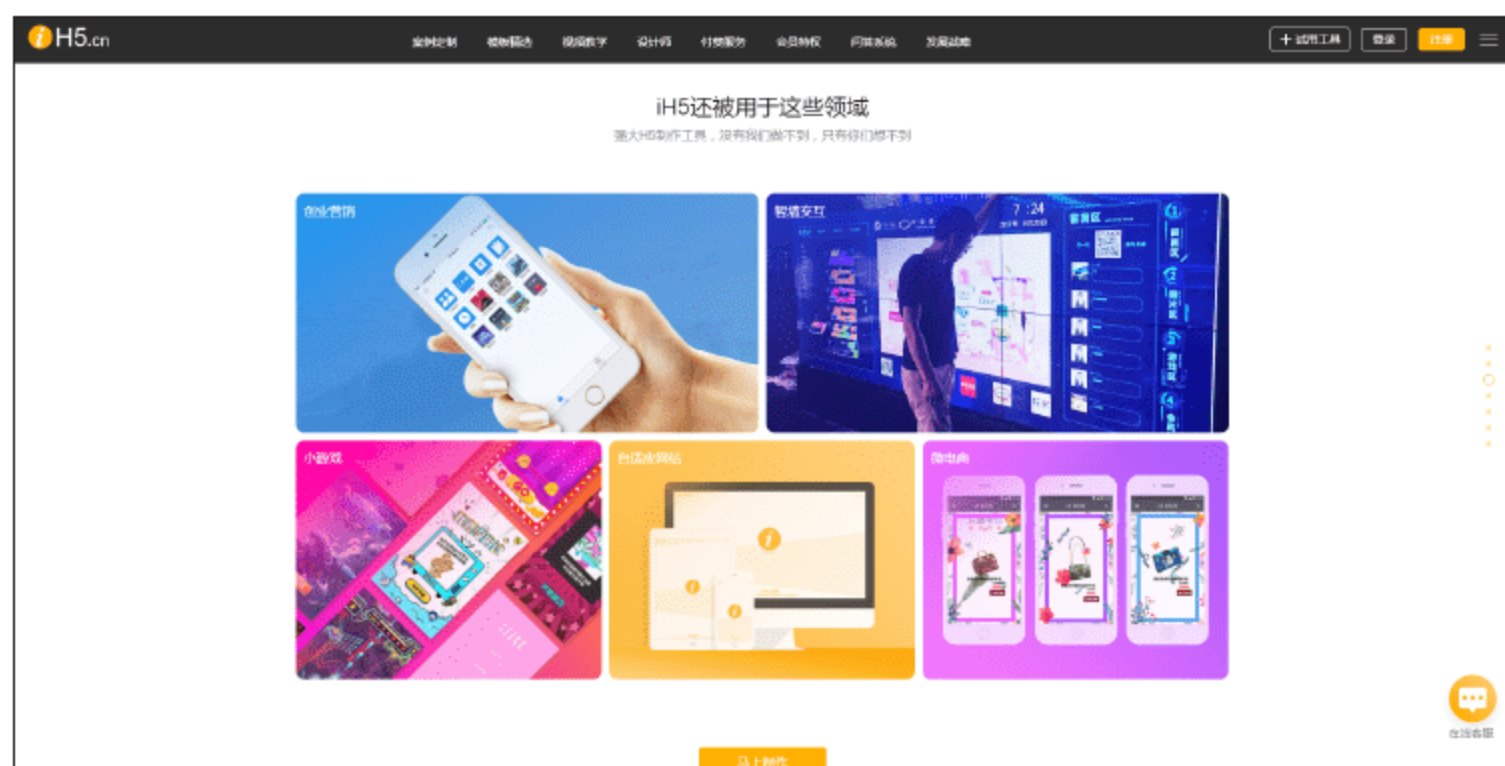 iH5.cn
案例定制 模板精选 视频教学 设计师 付费服务 会员特权 问答系统 发展战略
+ 试用工具 登录 注册
iH5还被用于这些领域
强大H5制作工具，没有我们做不到，只有你们想不到
创业营销
智墙交互
7:24
留言区
小游戏
自适应网站
微电商
GO
在线客服
马上制作